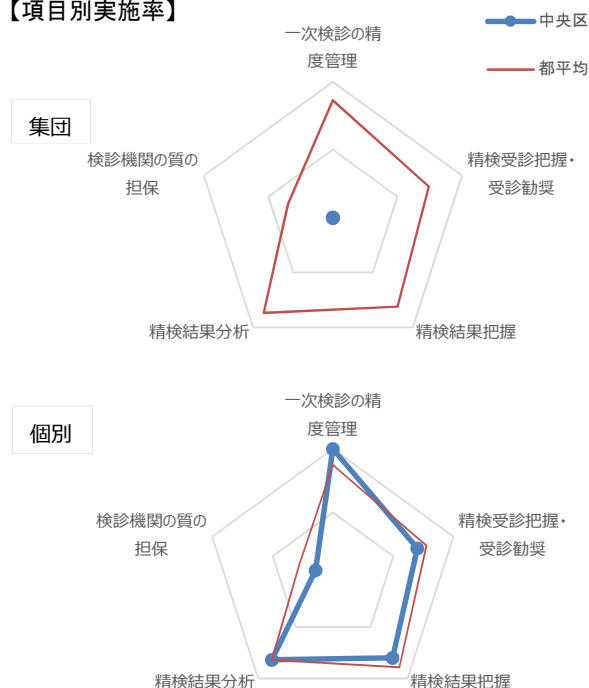 【項目別実施率】
中央区
都平均
集団
一次検診の精
度管理
精検受診把握・
受診勧奨
精検結果把握
精検結果分析
検診機関の質の
担保
個別
一次検診の精
度管理
精検受診把握・
受診勧奨
精検結果把握
精検結果分析
検診機関の質の
担保